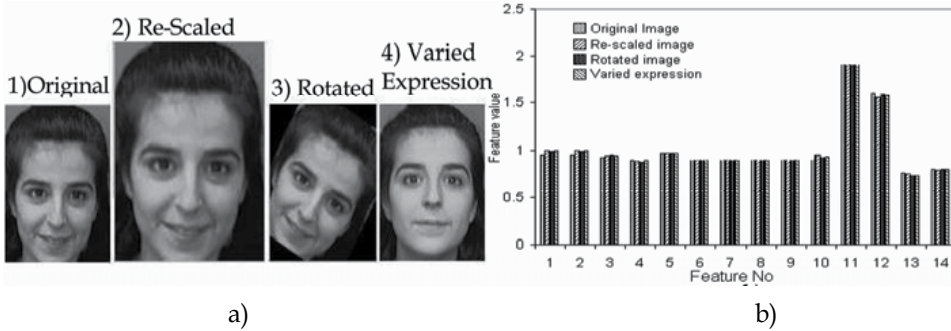 1)Original
2) Re-Scaled
3) Rotated
4) Varied
Expression
a)
2.5
2
1.5
1
0.5
0
Feature value
Original Image
Re-scaled image
Rotated image
Varied expression
1 2 3 4 5 6 7 8 9 10 11 12 13 14
Feature No
b)